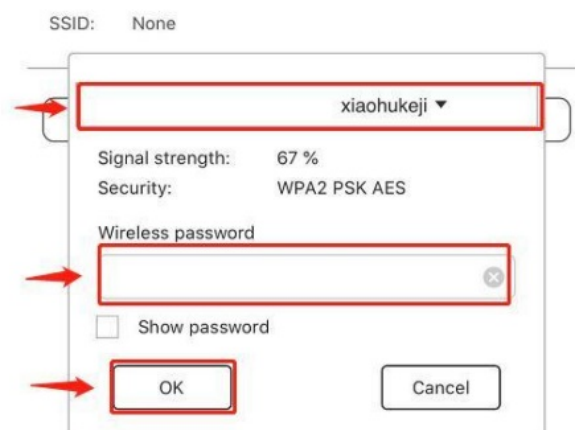 SSID: None
xiaohukeji ▼
Signal strength: 67 %
Security: WPA2 PSK AES
Wireless password
Show password
OK Cancel